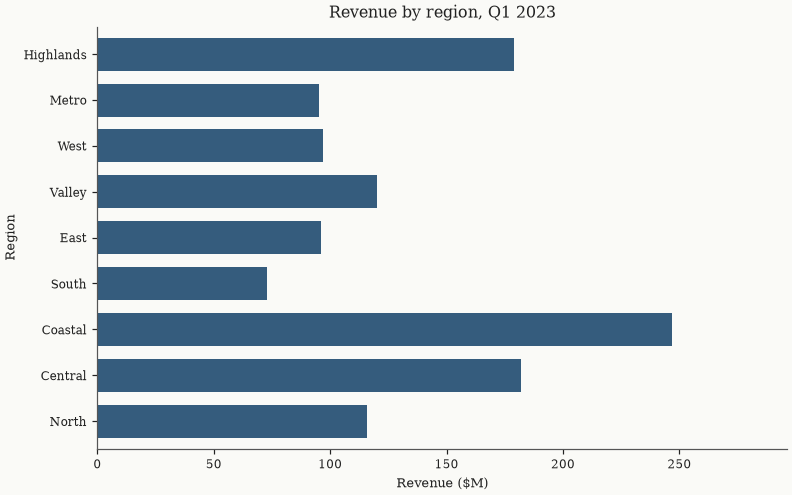 Revenue by region, Q1 2023
Region
Highlands
Metro
West
Valley
East
South
Coastal
Central
North
0 50 100 150 200 250
Revenue ($M)